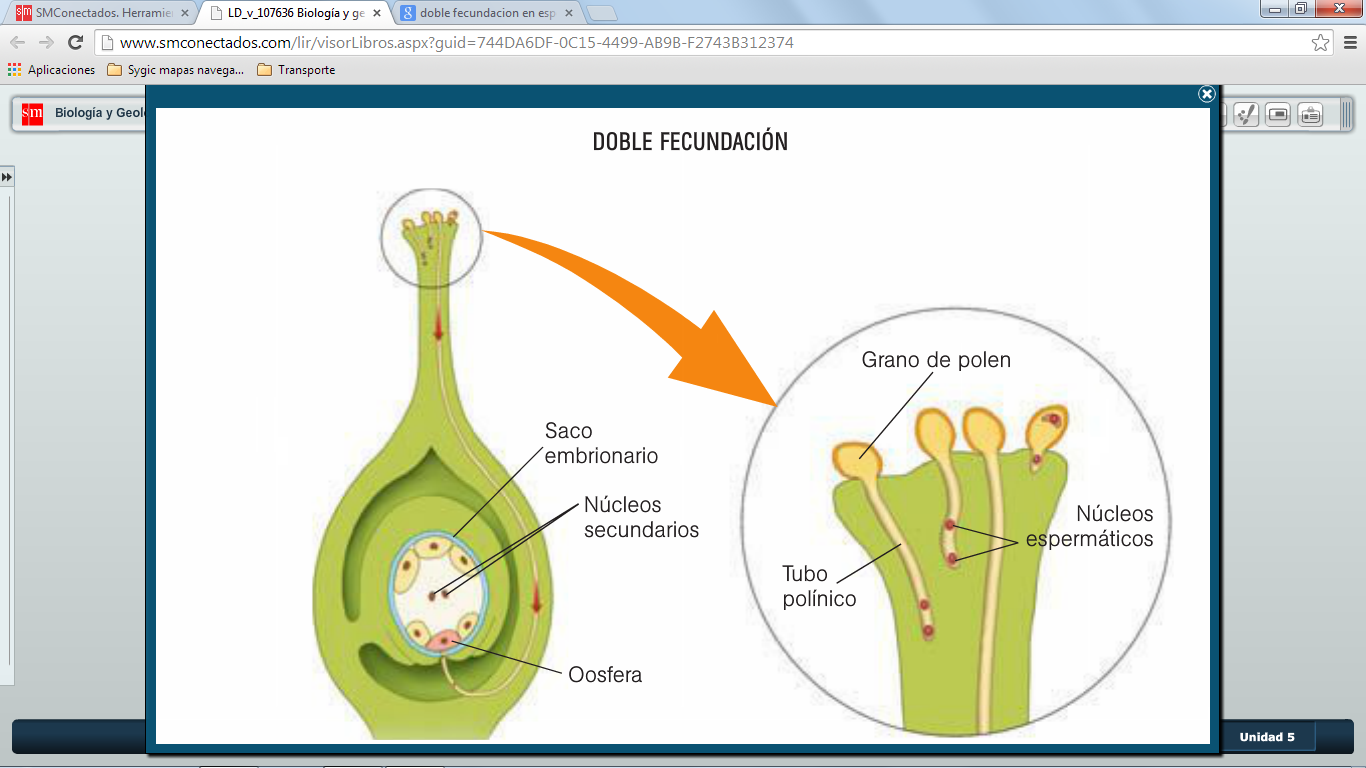 SMConectados. Herramie
LD_v_107636 Biología y ge
doble fecundacion en esp
www.smconectados.com/lir/visorLibros.aspx?guid=744DA6DF-0C15-4499-AB9B-F2743B312374
Aplicaciones
Sygic mapas navega...
Transporte
sm
Biología y Geol
DOBLE FECUNDACIÓN
Grano de polen
Saco
embrionario
Núcleos
secundarios
Núcleos
espermáticos
Tubo
polínico
Oosfera
Unidad 5